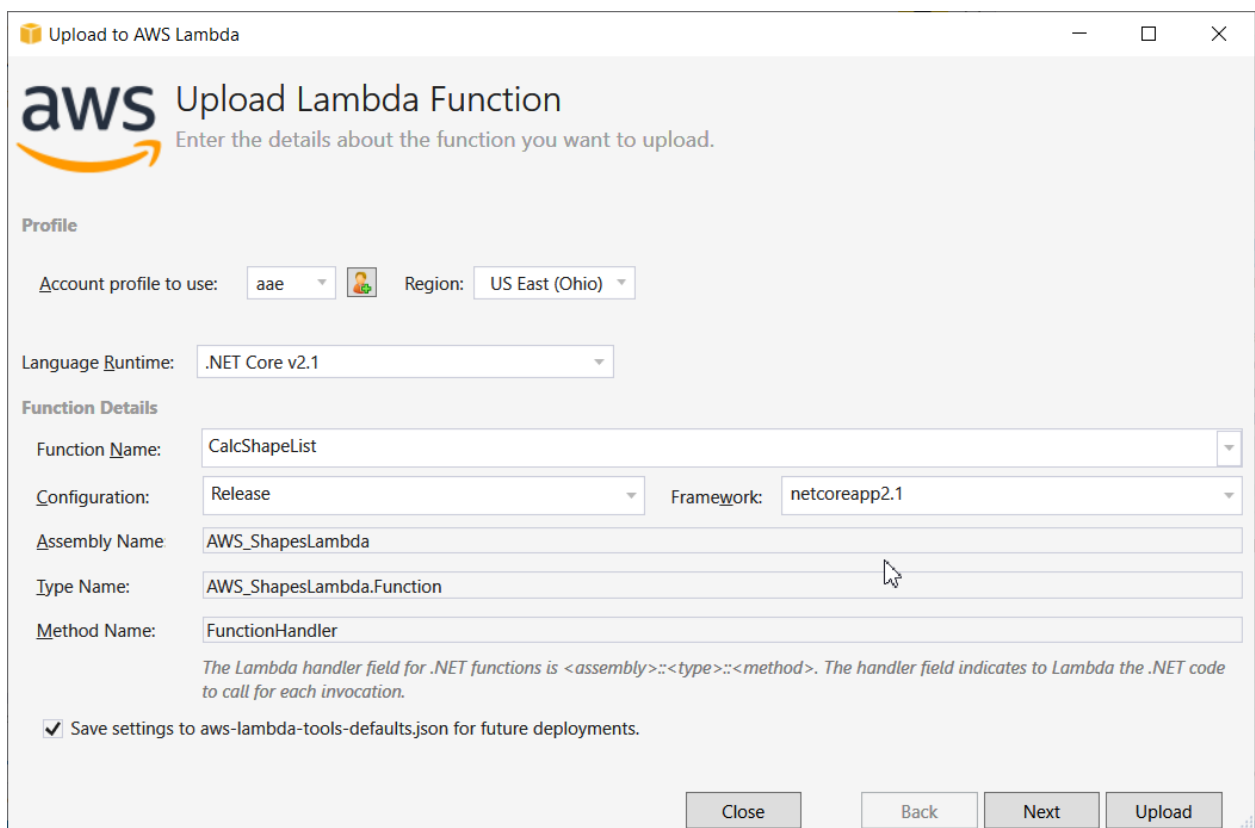 Upload to AWS Lambda
aws
Upload Lambda Function
Enter the details about the function you want to upload.
Profile
Account profile to use: aae Region: US East (Ohio)
Language Runtime: .NET Core v2.1
Function Details
Function Name: CalcShapeList
Configuration: Release Framework: netcoreapp2.1
Assembly Name AWS_ShapesLambda
Type Name: AWS_ShapesLambda.Function
Method Name: FunctionHandler
The Lambda handler field for .NET functions is <assembly>::<type>::<method>. The handler field indicates to Lambda the .NET code
to call for each invocation.
Save settings to aws-lambda-tools-defaults.json for future deployments.
Close Back Next Upload